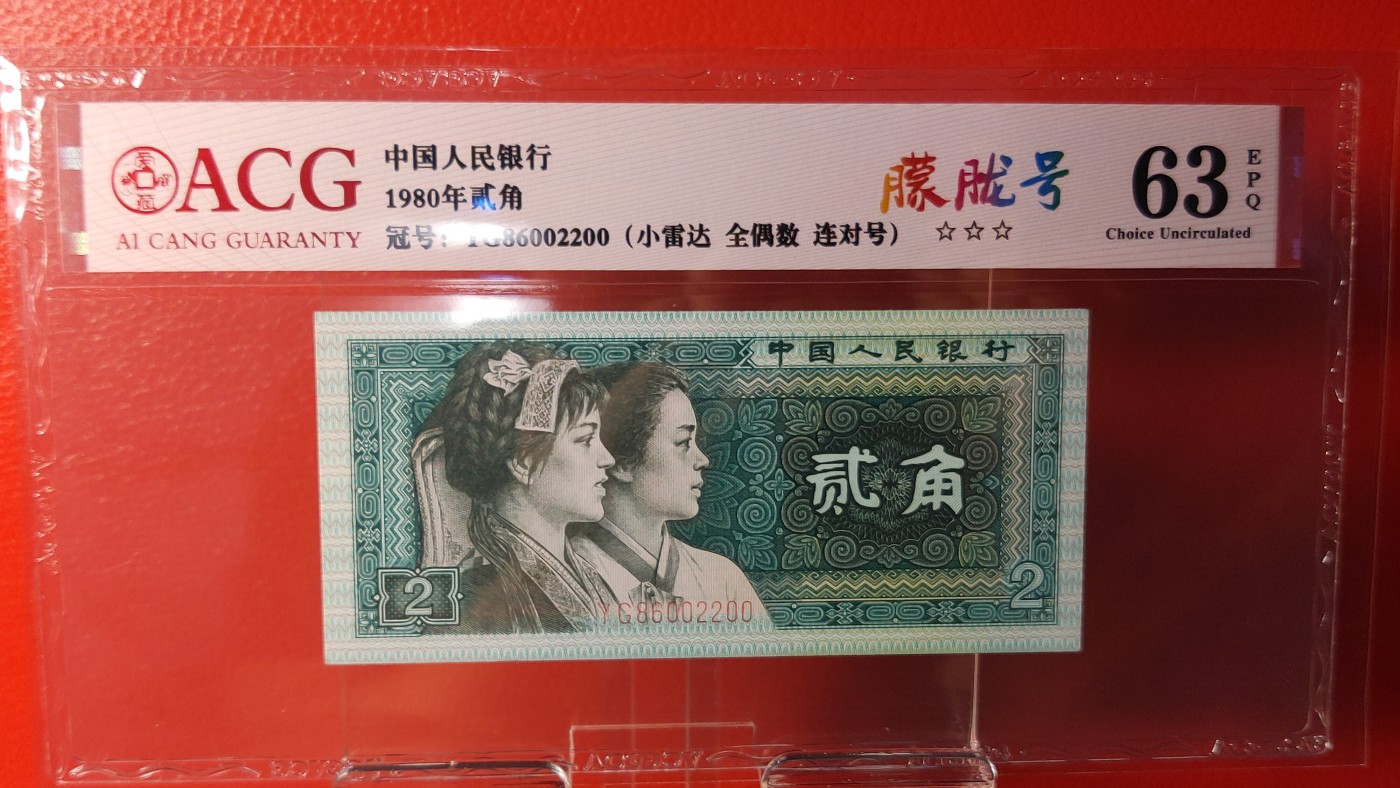 ACG
AI CANG GUARANTY
中国人民银行
1980年贰角
冠号：YG86002200（小雷达 全偶数 连对号）
朦胧号
☆☆☆
63
EPQ
Choice Uncirculated
中国人民银行
贰角
2
2
YG86002200